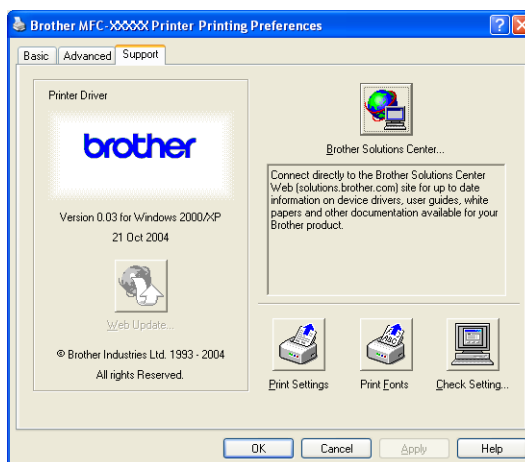 Brother MFC-XXXXX Printer Printing Preferences
Basic
Advanced
Support
Printer Driver
brother
Version 0.03 for Windows 2000/XP
21 Oct 2004
Web Update...
© Brother Industries Ltd. 1993 - 2004
All rights Reserved.
Brother Solutions Center...
Connect directly to the Brother Solutions Center
Web (solutions.brother.com) site for up to date
information on device drivers, user guides, white
papers and other documentation available for your
Brother product.
Print Settings
Print Fonts
Check Setting...
OK
Cancel
Apply
Help